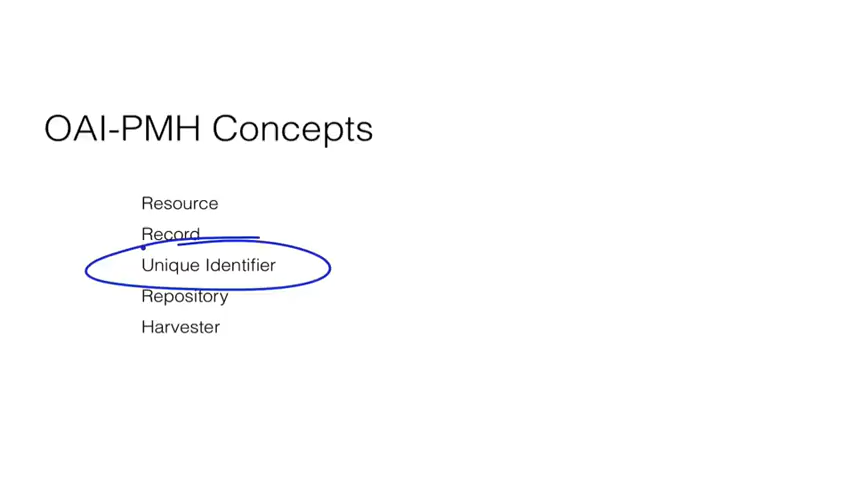 OAI-PMH Concepts
Resource
Record
Unique Identifier
Repository
Harvester